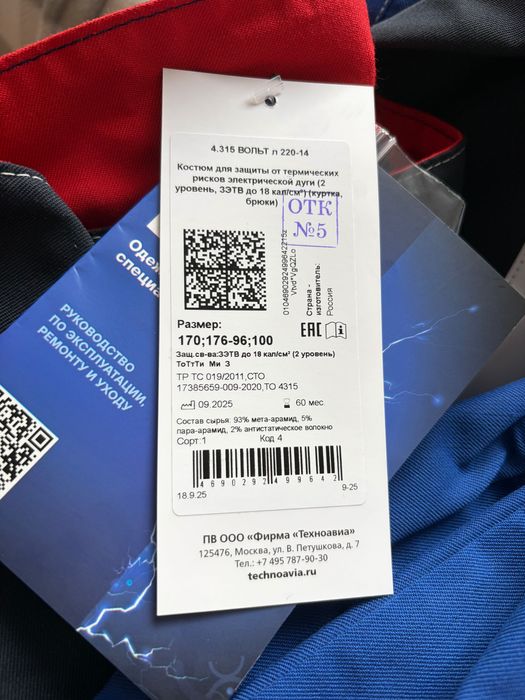 4.315 ВОЛЬТ л 220-14
Костюм для защиты от термических
рисков электрической дуги (2
уровень, ЗЭТВ до 18 кал/см²) (куртка,
брюки)
ОТК
№5
Страна -
изготовитель:
Россия
Размер:
170;176-96;100
EAC
Защ.св-ва:ЗЭТВ до 18 кал/см² (2 уровень)
ТоТтТи Ми З
ТР ТС 019/2011,СТО
17385659-009-2020,ТО 4315
09.2025
60 мес.
Состав сырья: 93% мета-арамид, 5%
пара-арамид, 2% антистатическое волокно
Сорт:1 Код 4
4690292499642
18.9.25 9-25
ПВ ООО «Фирма «Техноавиа»
125476, Москва, ул. В. Петушкова, д. 7
Тел.: +7 495 787-90-30
technoavia.ru
РУКОВОДСТВО
ПО ЭКСПЛУАТАЦИИ,
РЕМОНТУ И УХОДУ